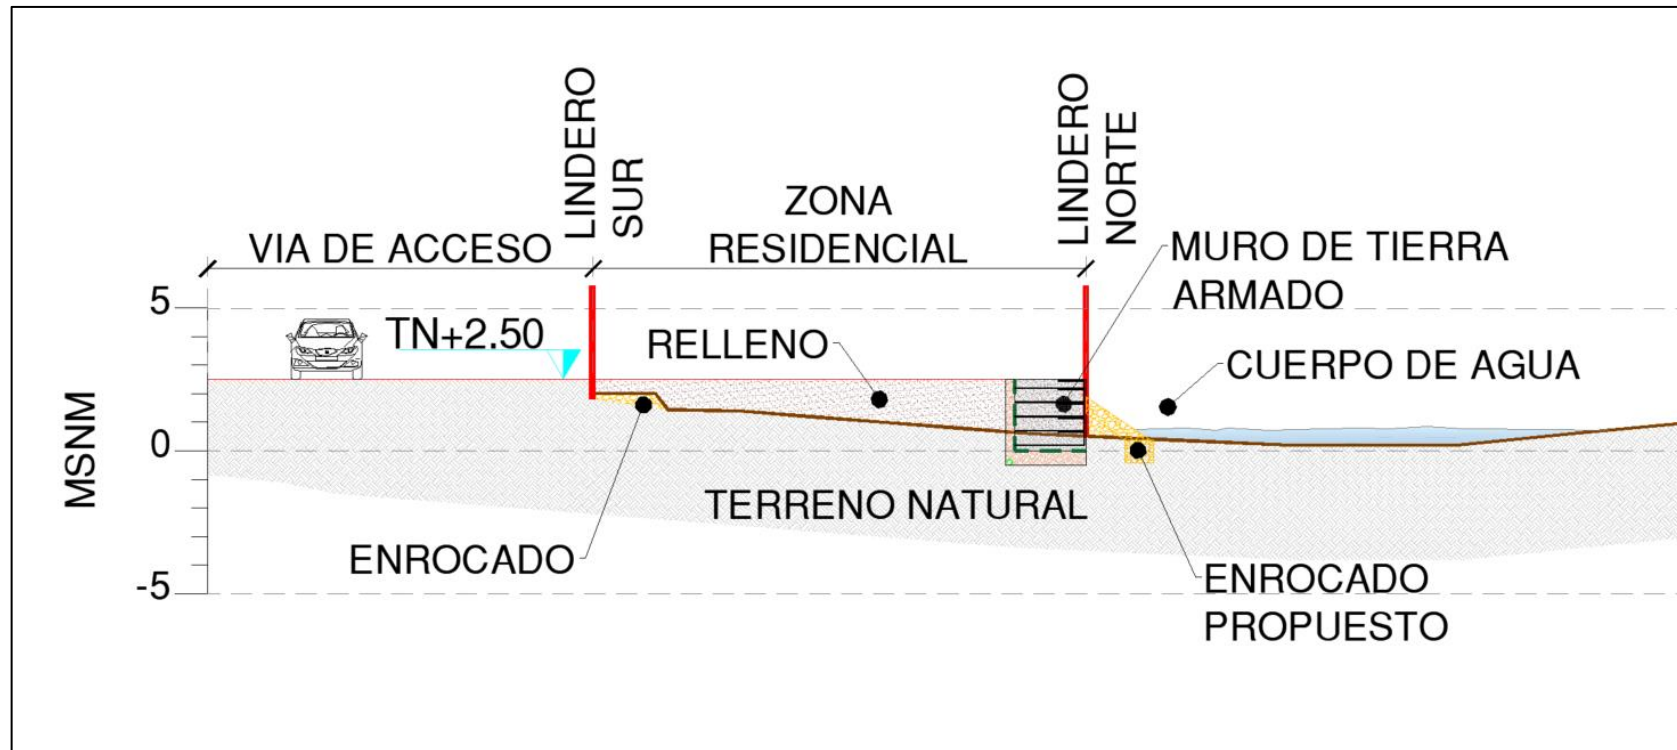 LINDERO
SUR
LINDERO
NORTE
ZONA
RESIDENCIAL
VIA DE ACCESO
MURO DE TIERRA
ARMADO
5
TN+2.50
RELLENO
CUERPO DE AGUA
0
MSNM
TERRENO NATURAL
ENROCADO
-5
ENROCADO
PROPUESTO